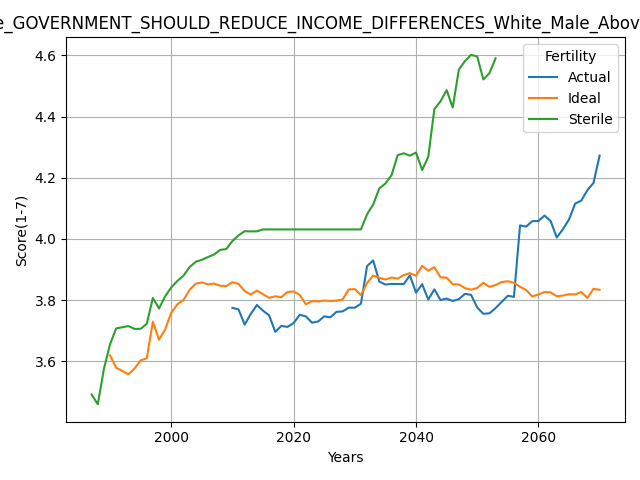 e_GOVERNMENT_SHOULD_REDUCE_INCOME_DIFFERENCES_White_Male_Abov
Fertility
Actual
Ideal
Sterile
4.6
4.4
4.2
4.0
3.8
3.6
Score(1-7)
2000 2020 2040 2060
Years